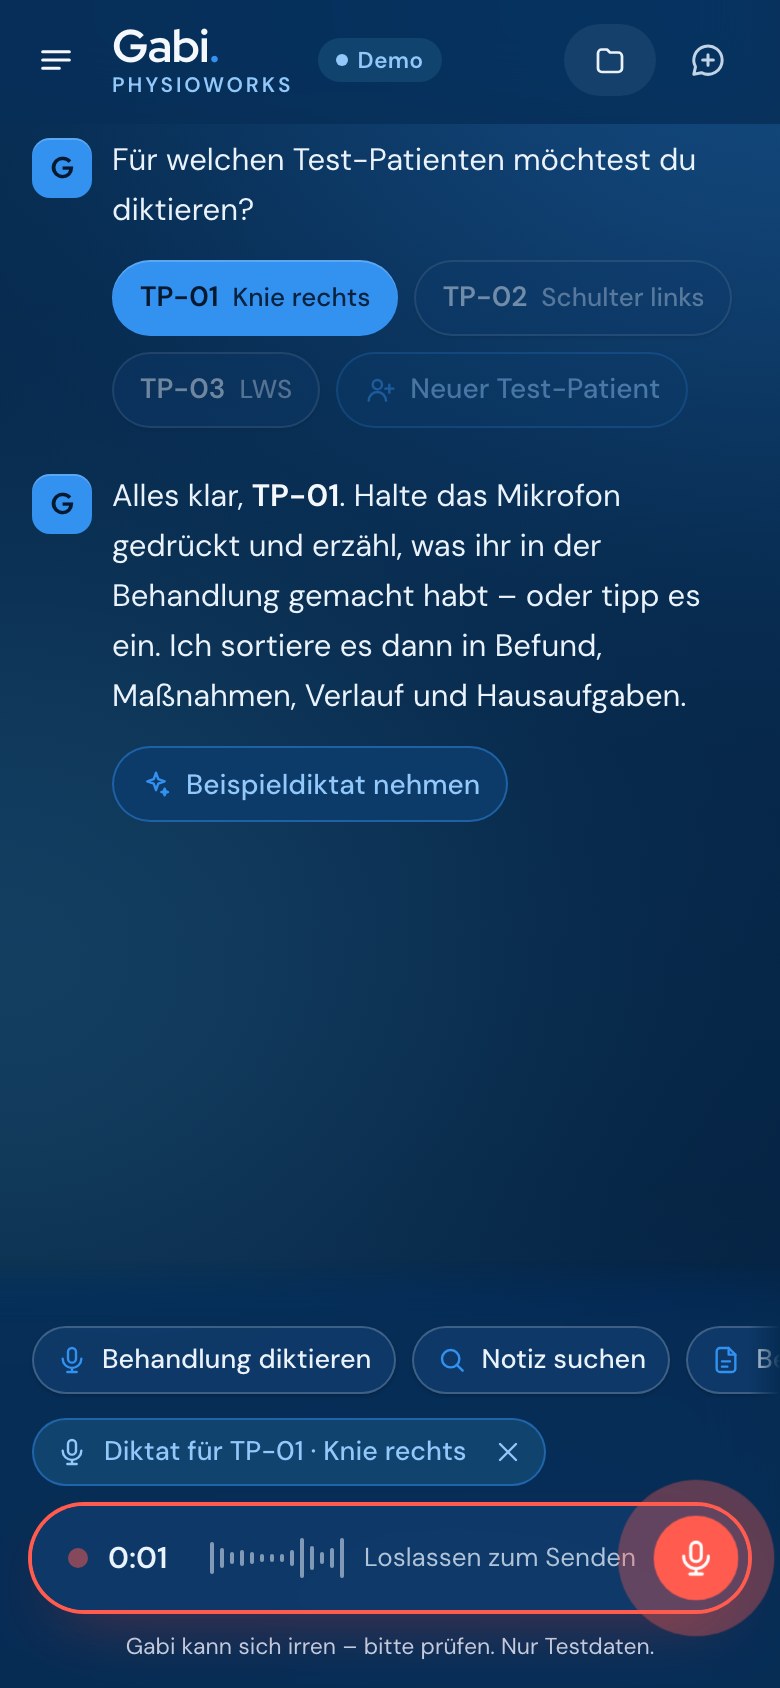 Gabi.
PHYSIOWORKS
Demo
G
Für welchen Test-Patienten möchtest du
diktieren?
TP-01 Knie rechts
TP-02 Schulter links
TP-03 LWS
Neuer Test-Patient
G
Alles klar, TP-01. Halte das Mikrofon
gedrückt und erzähl, was ihr in der
Behandlung gemacht habt – oder tipp es
ein. Ich sortiere es dann in Befund,
Maßnahmen, Verlauf und Hausaufgaben.
Beispieldiktat nehmen
Behandlung diktieren
Notiz suchen
Diktat für TP-01 · Knie rechts
0:01
Loslassen zum Senden
Gabi kann sich irren – bitte prüfen. Nur Testdaten.